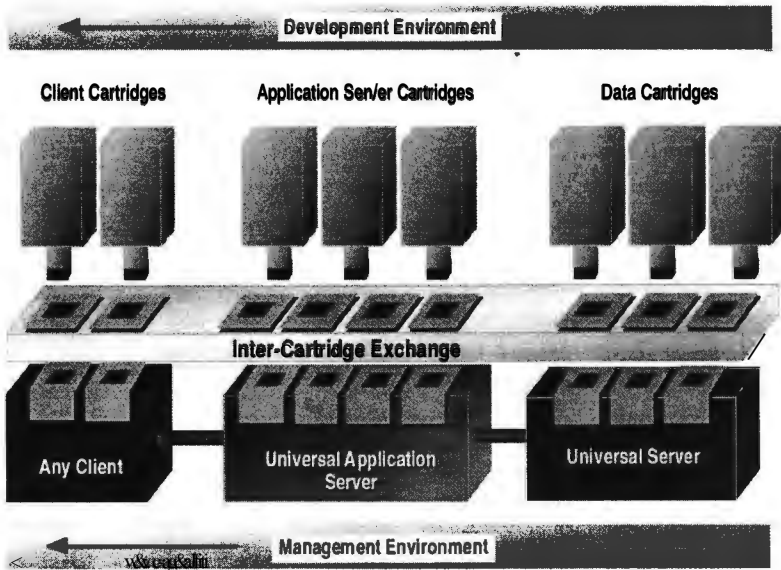 Development Environment
Client Cartridges
Application Server Cartridges
Data Cartridges
Inter-Cartridge Exchange
Any Client
Universal Application
Server
Universal Server
Management Environment